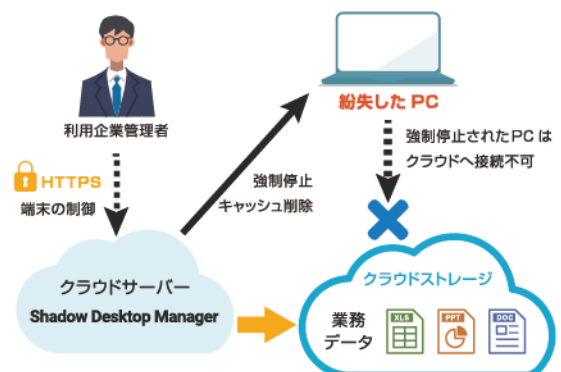 利用企業管理者
紛失したPC
HTTPS
端末の制御
強制停止
キャッシュ削除
強制停止されたPCは
クラウドへ接続不可
クラウドサーバー
Shadow Desktop Manager
クラウドストレージ
業務
データ
XLS
PPT
DOC